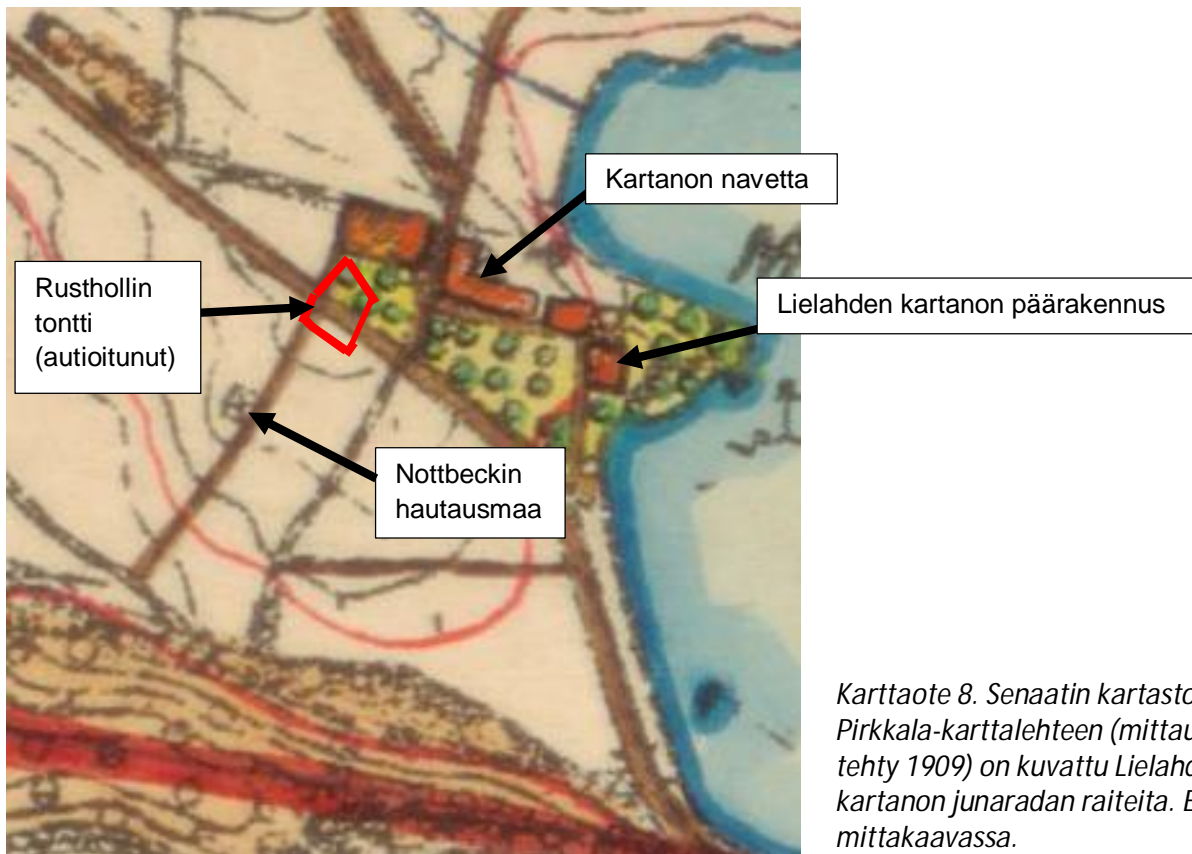 Kartanon navetta
Rusthollin
tontti
(autioitunut)
Lielahden kartanon päärakennus
Nottbeckin
hautausmaa
Karttaote 8. Senaatin kartasto
Pirkkala-karttalehteen (mittau
tehty 1909) on kuvattu Lielahd
kartanon junaradan raiteita. E
mittakaavassa.